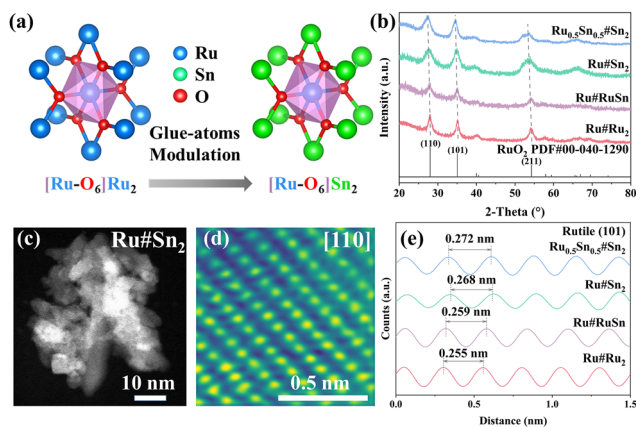 (a)
Ru
Sn
O
Glue-atoms
Modulation
[Ru-O₆]Ru₂
[Ru-O₆]Sn₂
(b)
Intensity (a.u.)
Ru₀.₅Sn₀.₅#Sn₂
Ru#Sn₂
Ru#RuSn
Ru#Ru₂
(110)
(101)
RuO₂ PDF#00-040-1290
(211)
20 30 40 50 60 70 80
2-Theta (°)
(c)
Ru#Sn₂
10 nm
(d)
[110]
0.5 nm
(e)
Counts (a.u.)
Rutile (101)
0.272 nm
Ru₀.₅Sn₀.₅#Sn₂
0.268 nm
Ru#Sn₂
0.259 nm
Ru#RuSn
0.255 nm
Ru#Ru₂
0.0 0.5 1.0 1.5
Distance (nm)